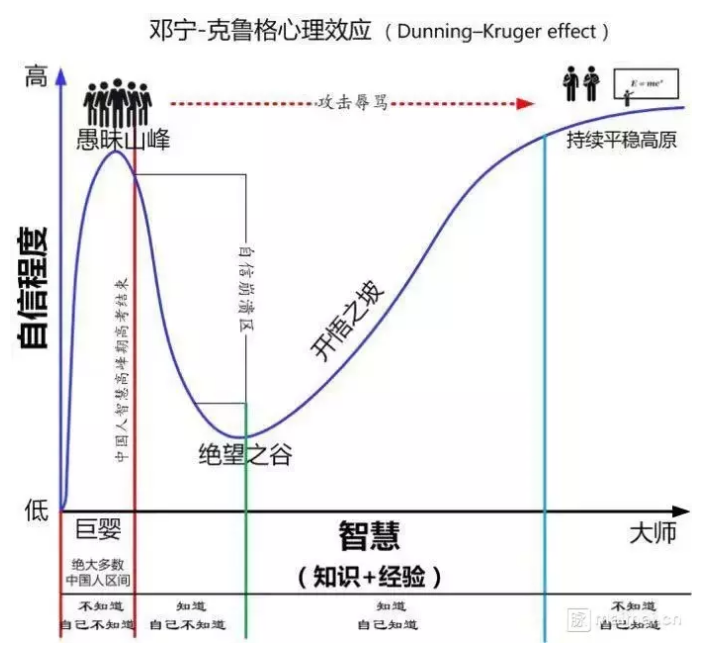 邓宁-克鲁格心理效应（Dunning–Kruger effect）
高
攻击辱骂
愚昧山峰
持续平稳高原
自信程度
中国人智慧高峰期高考结束
自信崩溃区
开悟之坡
绝望之谷
低
巨婴
智慧
大师
绝大多数
中国人区间
（知识+经验）
不知道
自己不知道
知道
自己不知道
知道
自己知道
不知道
自己知道